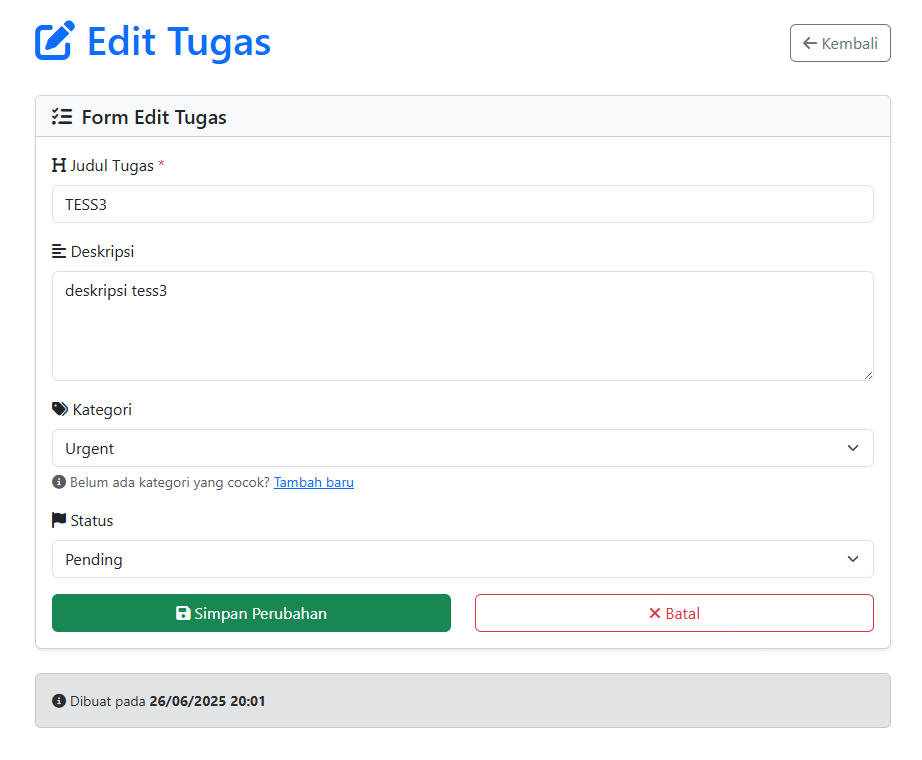 Edit Tugas
Kembali
Form Edit Tugas
Judul Tugas *
TESS3
Deskripsi
deskripsi tess3
Kategori
Urgent
Belum ada kategori yang cocok? Tambah baru
Status
Pending
Simpan Perubahan
Batal
Dibuat pada 26/06/2025 20:01